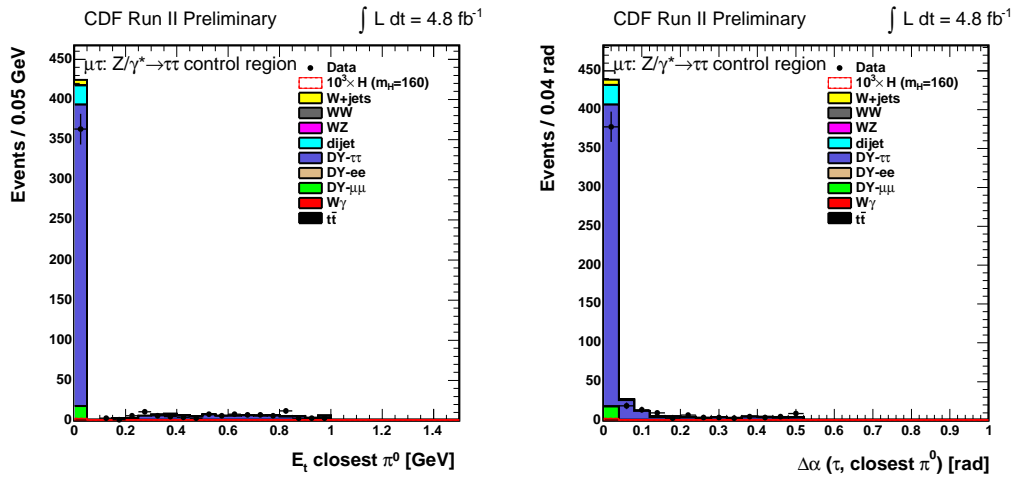 CDF Run II Preliminary
∫ L dt = 4.8 fb⁻¹
Events / 0.05 GeV
450
400
350
300
250
200
150
100
50
0
μτ: Z/γ*→ττ control region
Data
10³× H (m_H=160)
W+jets
WW
WZ
dijet
DY-ττ
DY-ee
DY-μμ
Wγ
tt̄
0 0.2 0.4 0.6 0.8 1 1.2 1.4
E_t closest π⁰ [GeV]
CDF Run II Preliminary
∫ L dt = 4.8 fb⁻¹
Events / 0.04 rad
450
400
350
300
250
200
150
100
50
0
μτ: Z/γ*→ττ control region
Data
10³× H (m_H=160)
W+jets
WW
WZ
dijet
DY-ττ
DY-ee
DY-μμ
Wγ
tt̄
0 0.1 0.2 0.3 0.4 0.5 0.6 0.7 0.8 0.9 1
Δα (τ, closest π⁰) [rad]